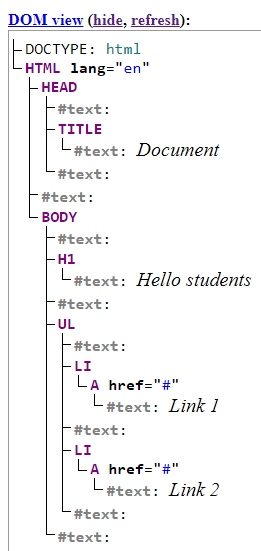 DOM view (hide, refresh):
DOCTYPE: html
HTML lang="en"
HEAD
#text:
TITLE
#text: Document
#text:
#text:
BODY
#text:
H1
#text: Hello students
#text:
UL
#text:
LI
A href="#"
#text: Link 1
#text:
LI
A href="#"
#text: Link 2
#text:
#text: